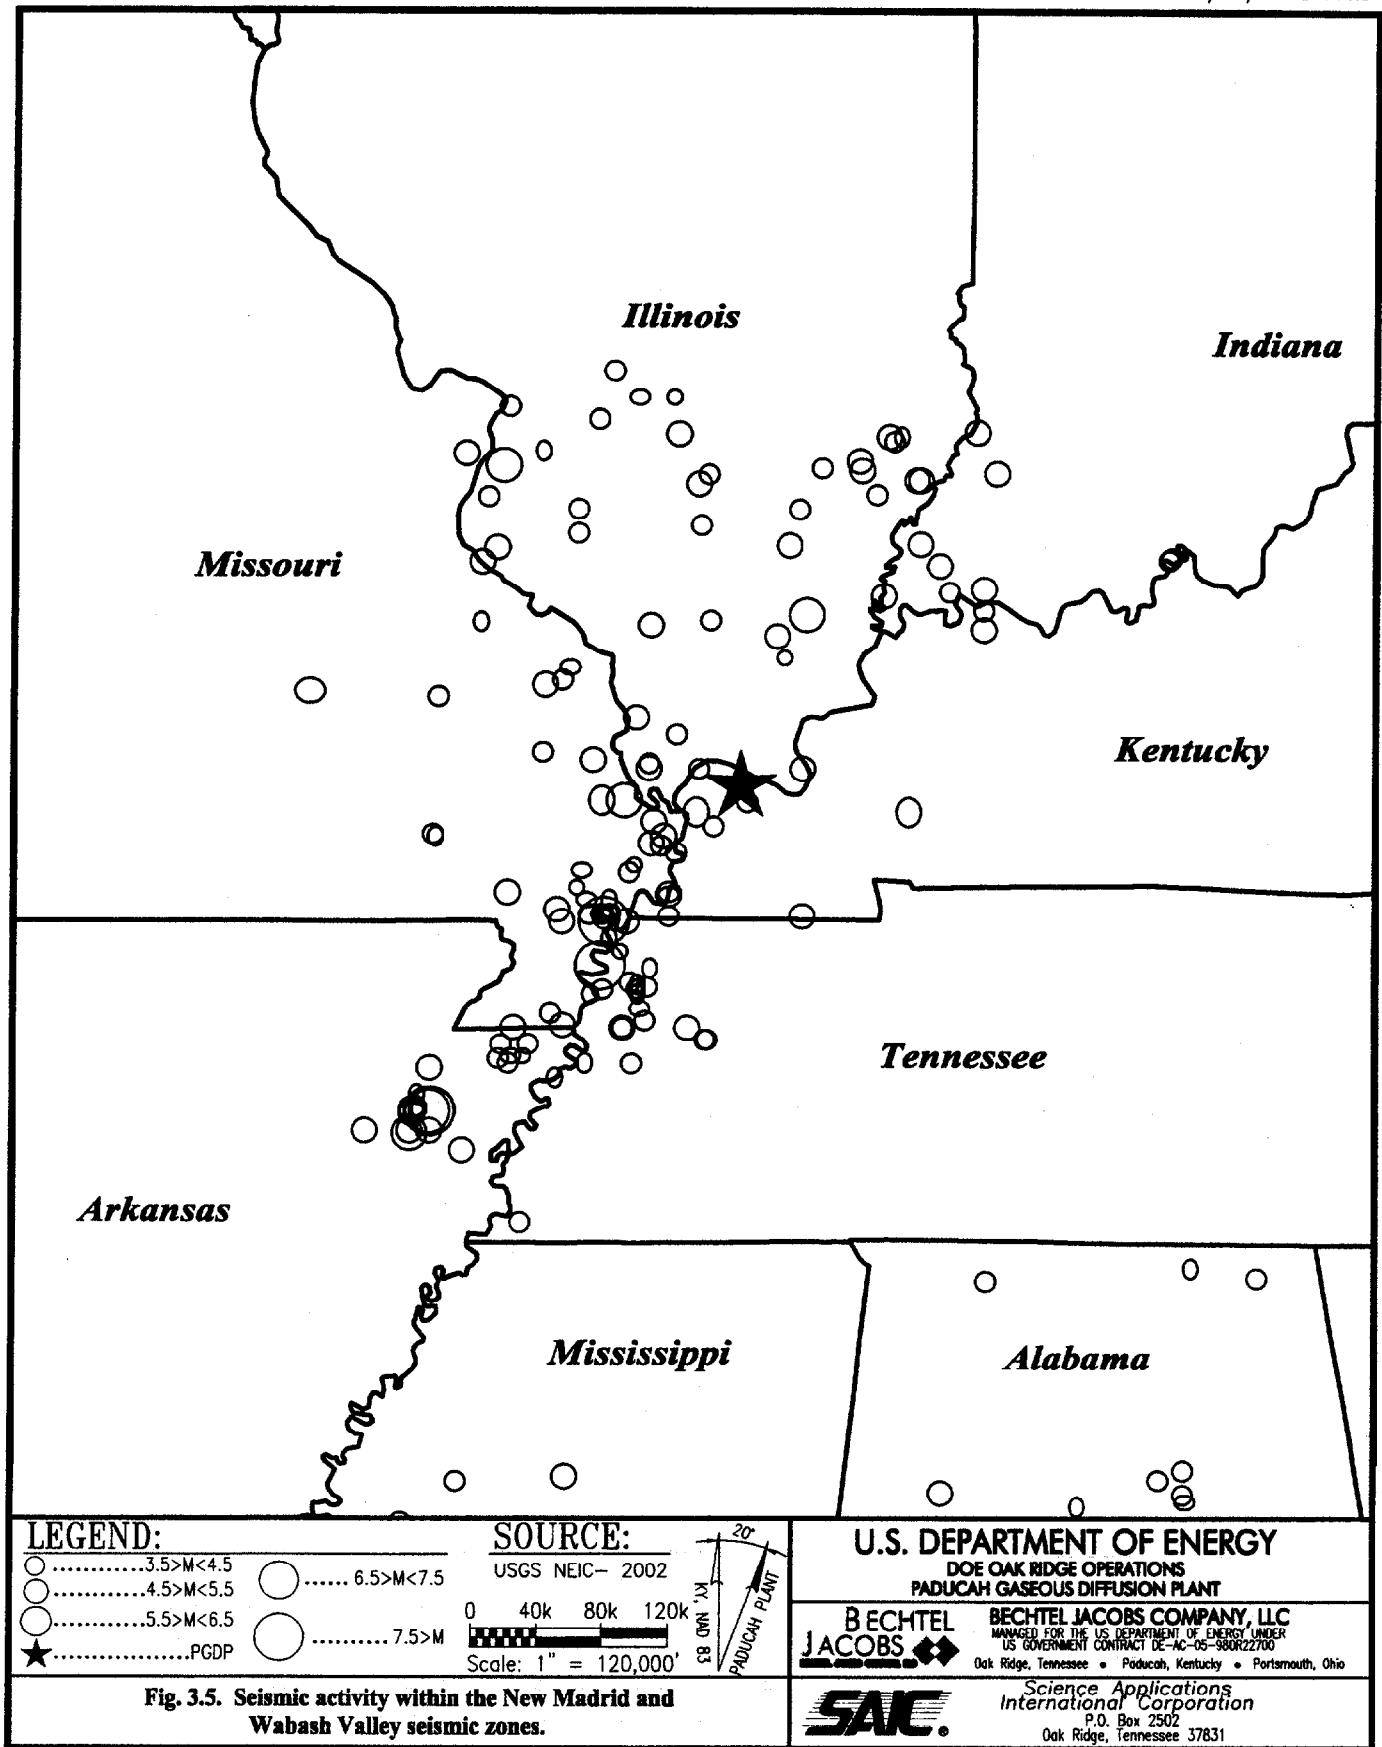 Illinois
Indiana
Missouri
Kentucky
Tennessee
Arkansas
Mississippi
Alabama
LEGEND:
............3.5>M<4.5
............4.5>M<5.5
............5.5>M<6.5
..................PGDP
...... 6.5>M<7.5
.......... 7.5>M
SOURCE:
USGS NEIC- 2002
0 40k 80k 120k
Scale: 1" = 120,000'
20°
KY, NAD 83
PADUCAH PLANT
Fig. 3.5. Seismic activity within the New Madrid and
Wabash Valley seismic zones.
U.S. DEPARTMENT OF ENERGY
DOE OAK RIDGE OPERATIONS
PADUCAH GASEOUS DIFFUSION PLANT
BECHTEL
JACOBS
BECHTEL JACOBS COMPANY, LLC
MANAGED FOR THE US DEPARTMENT OF ENERGY UNDER
US GOVERNMENT CONTRACT DE-AC-05-98OR22700
Oak Ridge, Tennessee • Paducah, Kentucky • Portsmouth, Ohio
SAIC®
Science Applications
International Corporation
P.O. Box 2502
Oak Ridge, Tennessee 37831